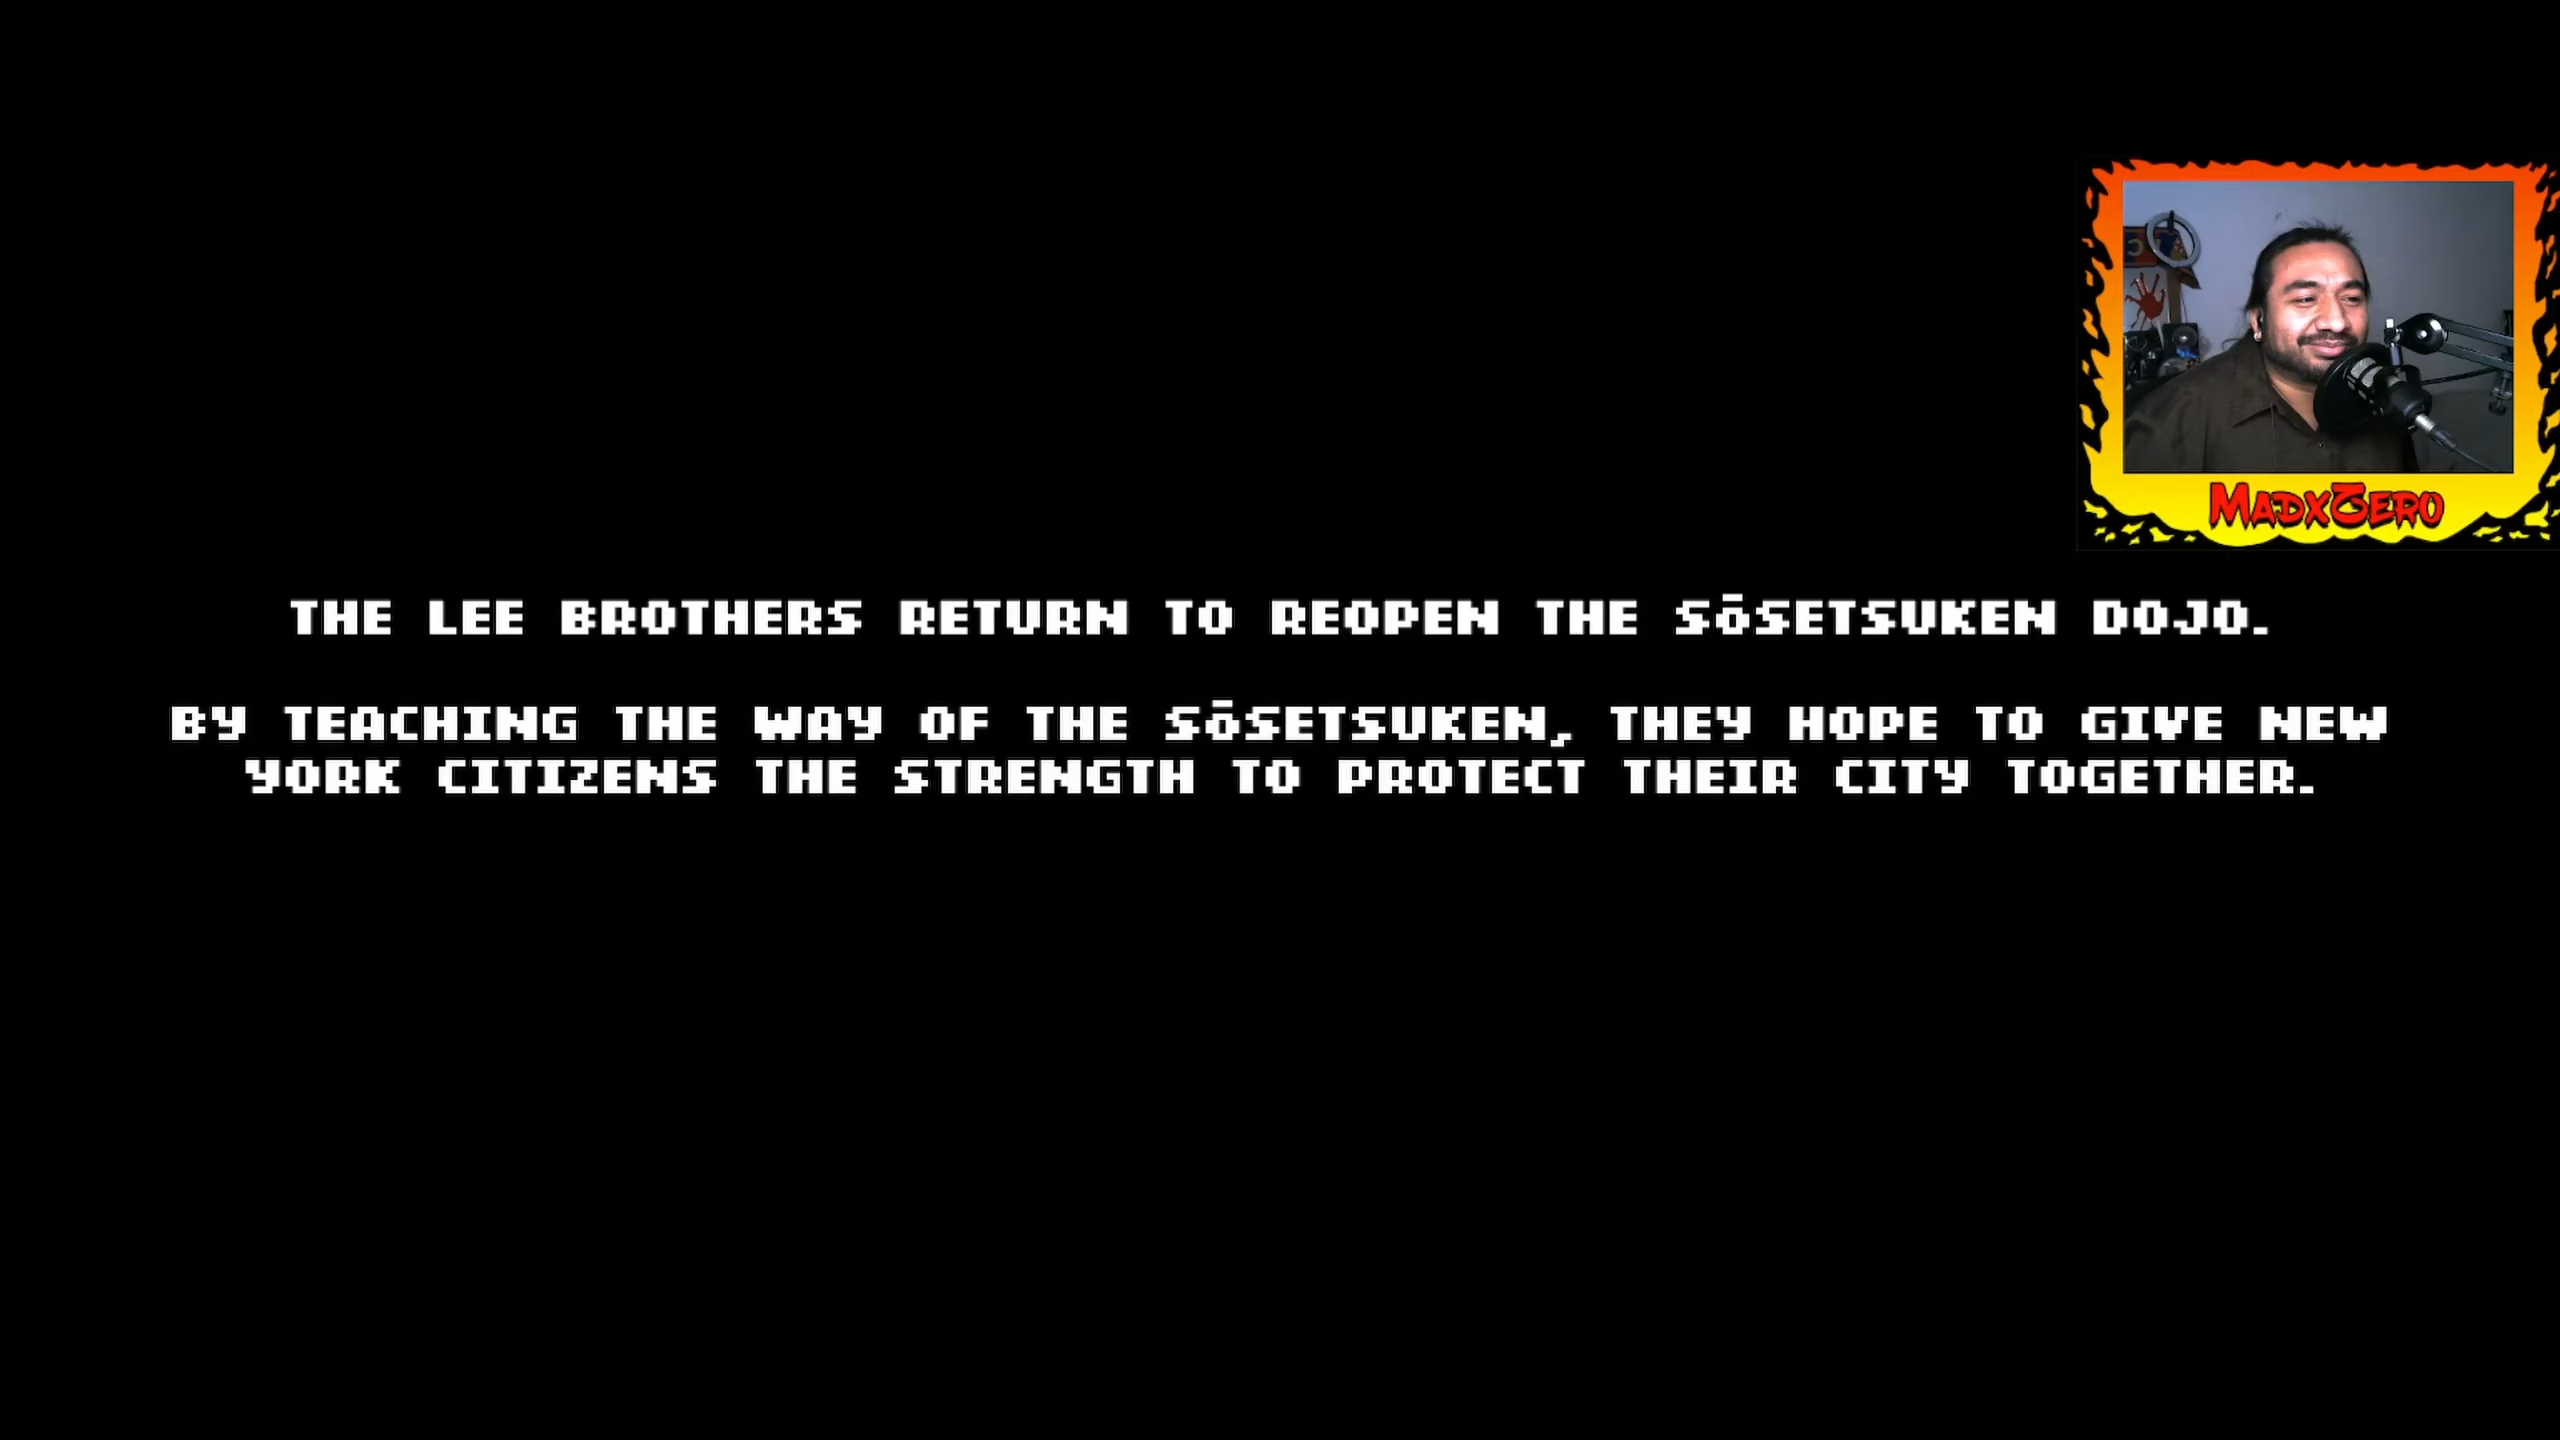 MADXZERO
THE LEE BROTHERS RETURN TO REOPEN THE SŌSETSUKEN DOJO.
BY TEACHING THE WAY OF THE SŌSETSUKEN, THEY HOPE TO GIVE NEW
YORK CITIZENS THE STRENGTH TO PROTECT THEIR CITY TOGETHER.